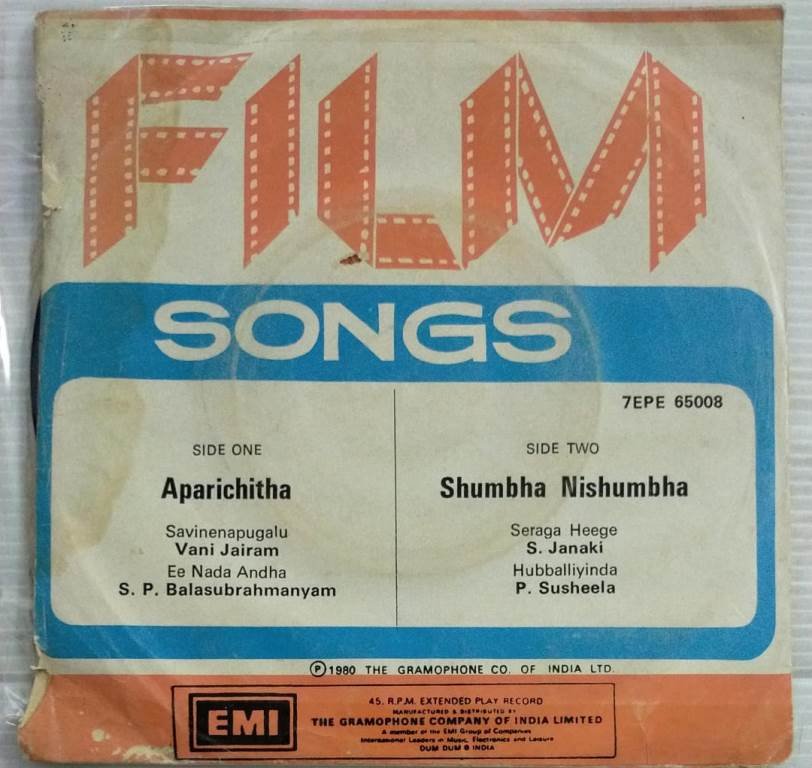 FILM
SONGS
7EPE 65008
SIDE ONE
Aparichitha
Savinenapugalu
Vani Jairam
Ee Nada Andha
S. P. Balasubrahmanyam
SIDE TWO
Shumbha Nishumbha
Seraga Heege
S. Janaki
Hubballiyinda
P. Susheela
Ⓟ1980 THE GRAMOPHONE CO. OF INDIA LTD.
EMI
45. R.P.M. EXTENDED PLAY RECORD
MANUFACTURED & DISTRIBUTED BY
THE GRAMOPHONE COMPANY OF INDIA LIMITED
A member of the EMI Group of Companies
International Leaders in Music, Electronics and Leisure
DUM DUM ● INDIA